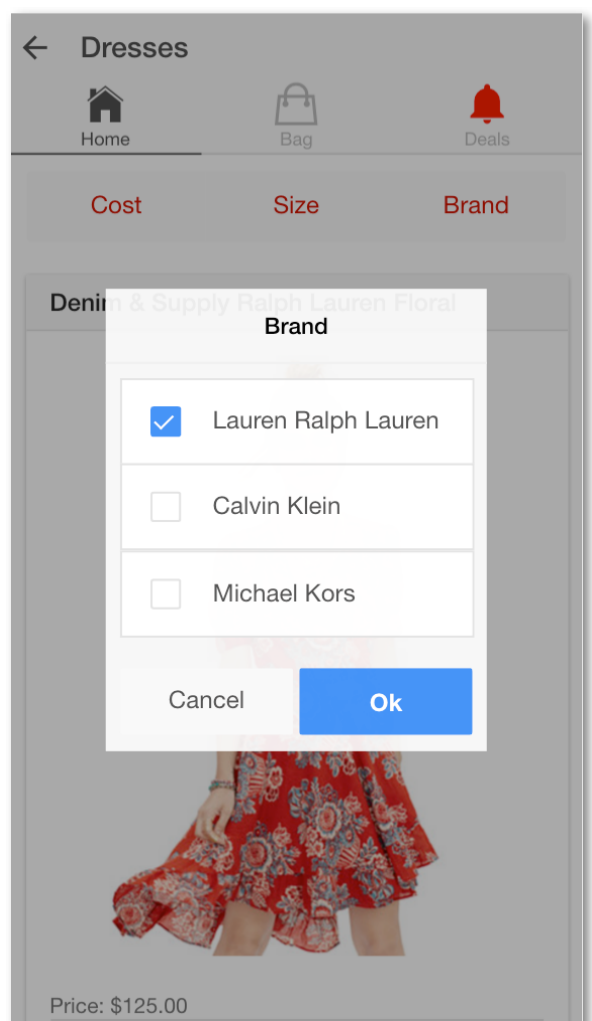 Dresses
Home
Bag
Deals
Cost
Size
Brand
Denim & Supply Ralph Lauren Floral
Brand
Lauren Ralph Lauren
Calvin Klein
Michael Kors
Cancel
Ok
Price: $125.00